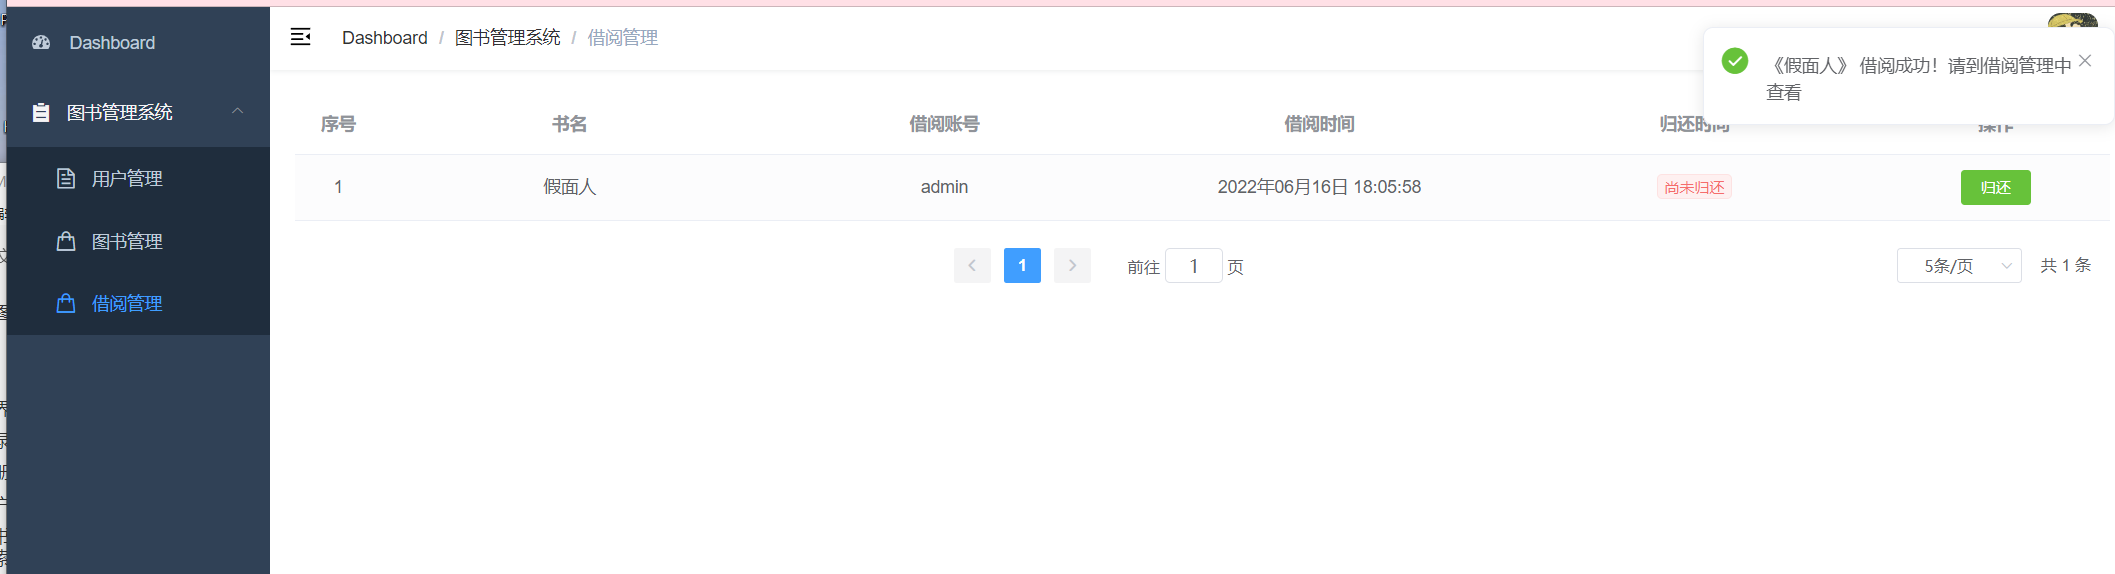 Dashboard
图书管理系统
用户管理
图书管理
借阅管理
Dashboard / 图书管理系统 / 借阅管理
《假面人》 借阅成功！请到借阅管理中
查看
序号 书名 借阅账号 借阅时间 归还时间 操作
1 假面人 admin 2022年06月16日 18:05:58 尚未归还 归还
1 前往 1 页 5条/页 共 1 条